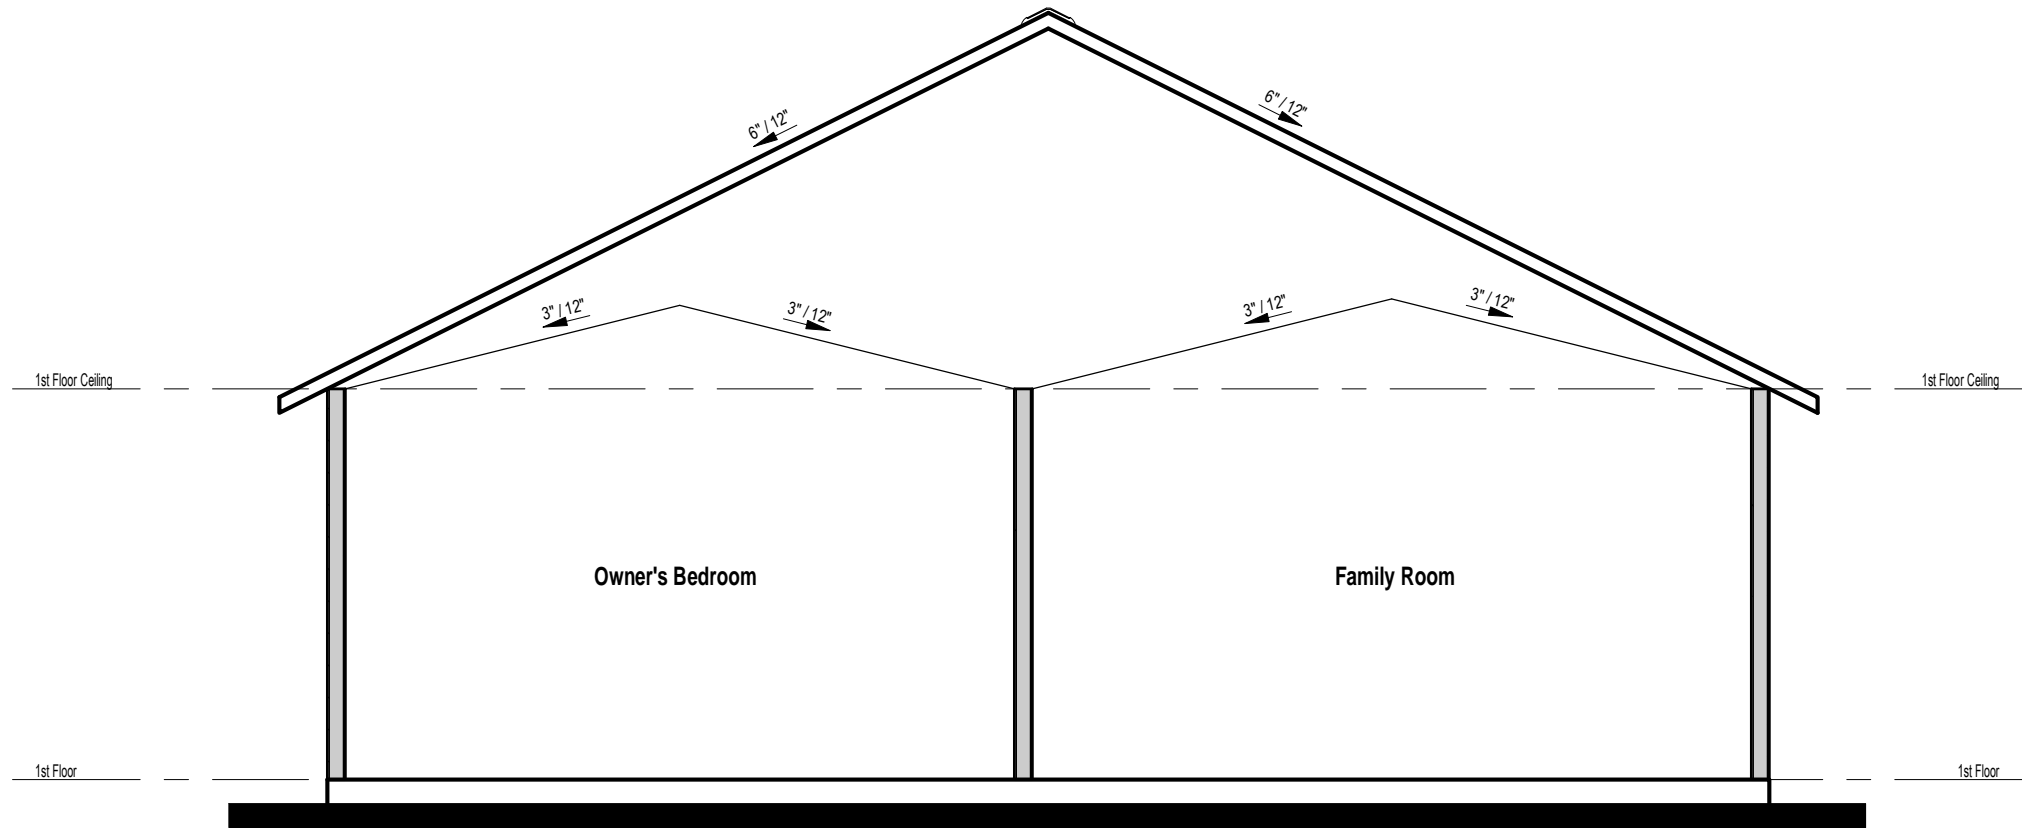 6" / 12"
6" / 12"
3" / 12"
3" / 12"
3" / 12"
3" / 12"
1st Floor Ceiling
1st Floor Ceiling
Owner's Bedroom
Family Room
1st Floor
1st Floor